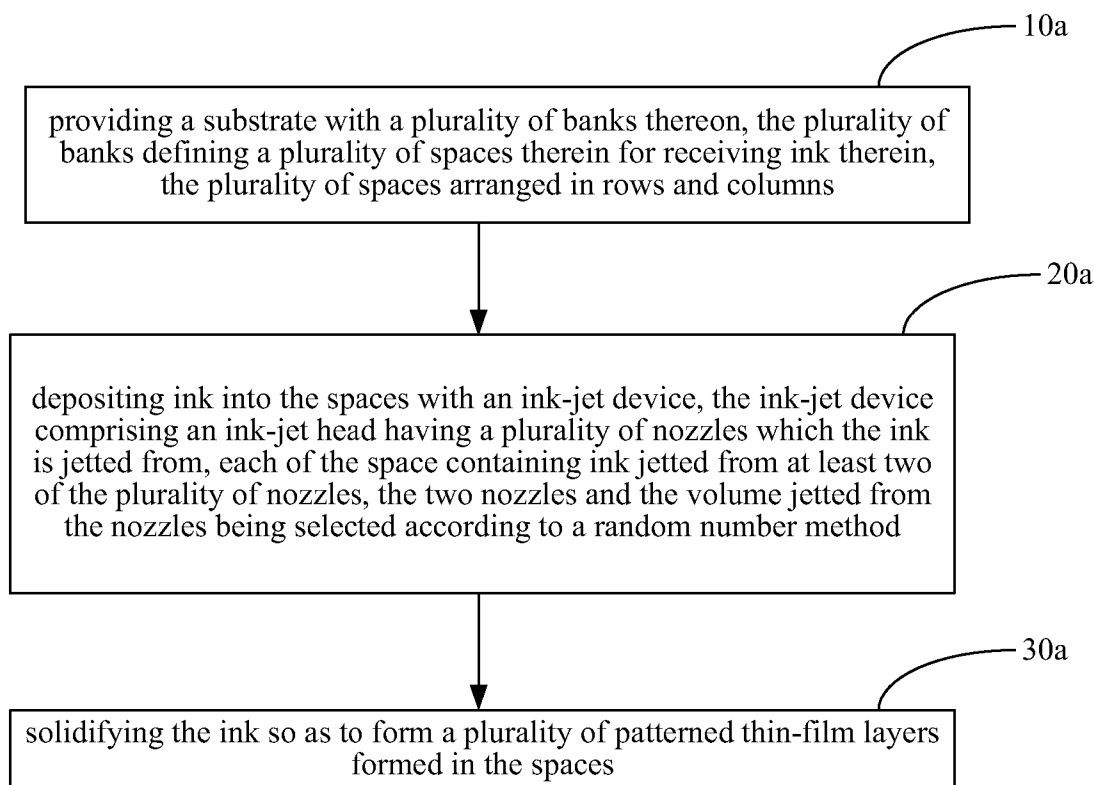 10a
providing a substrate with a plurality of banks thereon, the plurality of
banks defining a plurality of spaces therein for receiving ink therein,
the plurality of spaces arranged in rows and columns
20a
depositing ink into the spaces with an ink-jet device, the ink-jet device
comprising an ink-jet head having a plurality of nozzles which the ink
is jetted from, each of the space containing ink jetted from at least two
of the plurality of nozzles, the two nozzles and the volume jetted from
the nozzles being selected according to a random number method
30a
solidifying the ink so as to form a plurality of patterned thin-film layers
formed in the spaces